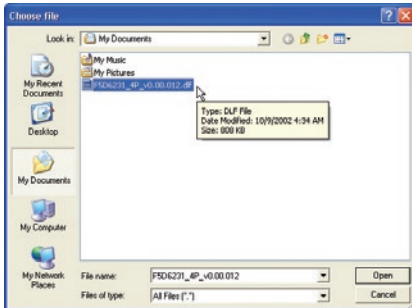 Choose file
Look in: My Documents
My Recent
Documents
Desktop
My Documents
My Computer
My Network
Places
My Music
My Pictures
F5D6231_4P_v0.00.012.dlf
Type: DLF File
Date Modified: 10/9/2002 4:34 AM
Size: 808 KB
File name: F5D6231_4P_v0.00.012 Open
Files of type: All Files (*.*) Cancel